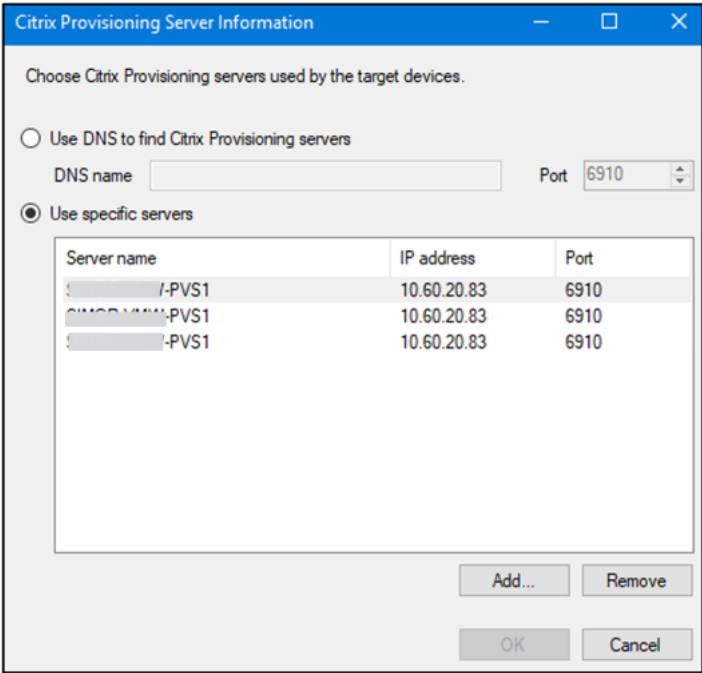 Citrix Provisioning Server Information
Choose Citrix Provisioning servers used by the target devices.
Use DNS to find Citrix Provisioning servers
DNS name Port 6910
Use specific servers
Server name IP address Port
-PVS1 10.60.20.83 6910
-PVS1 10.60.20.83 6910
-PVS1 10.60.20.83 6910
Add... Remove
OK Cancel